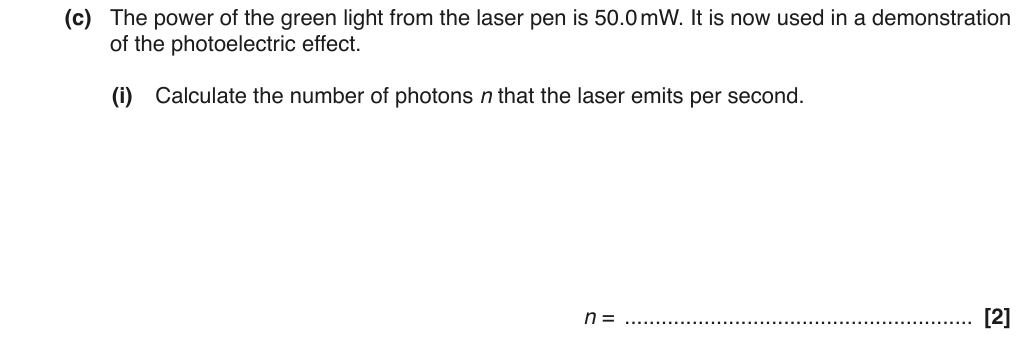 (c) The power of the green light from the laser pen is 50.0 mW. It is now used in a demonstration
of the photoelectric effect.
(i) Calculate the number of photons n that the laser emits per second.
n = ......................................................... [2]